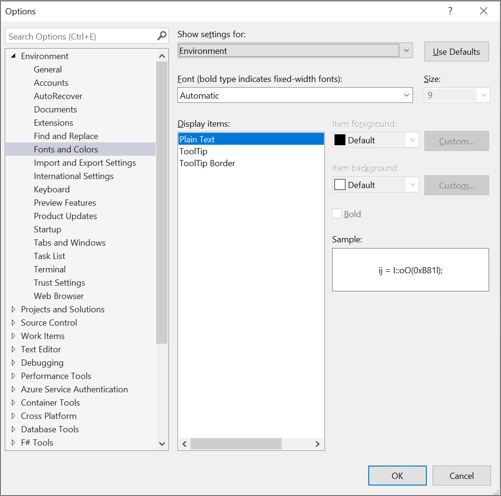 Options
Search Options (Ctrl+E)
Environment
General
Accounts
AutoRecover
Documents
Extensions
Find and Replace
Fonts and Colors
Import and Export Settings
International Settings
Keyboard
Preview Features
Product Updates
Startup
Tabs and Windows
Task List
Terminal
Trust Settings
Web Browser
Projects and Solutions
Source Control
Work Items
Text Editor
Debugging
Performance Tools
Azure Service Authentication
Container Tools
Cross Platform
Database Tools
F# Tools
Show settings for:
Environment
Use Defaults
Font (bold type indicates fixed-width fonts):
Size:
Automatic
9
Display items:
Plain Text
ToolTip
ToolTip Border
Item foreground:
Default
Custom...
Item background:
Default
Custom...
Bold
Sample:
ij = I::oO(0xB81l);
OK
Cancel